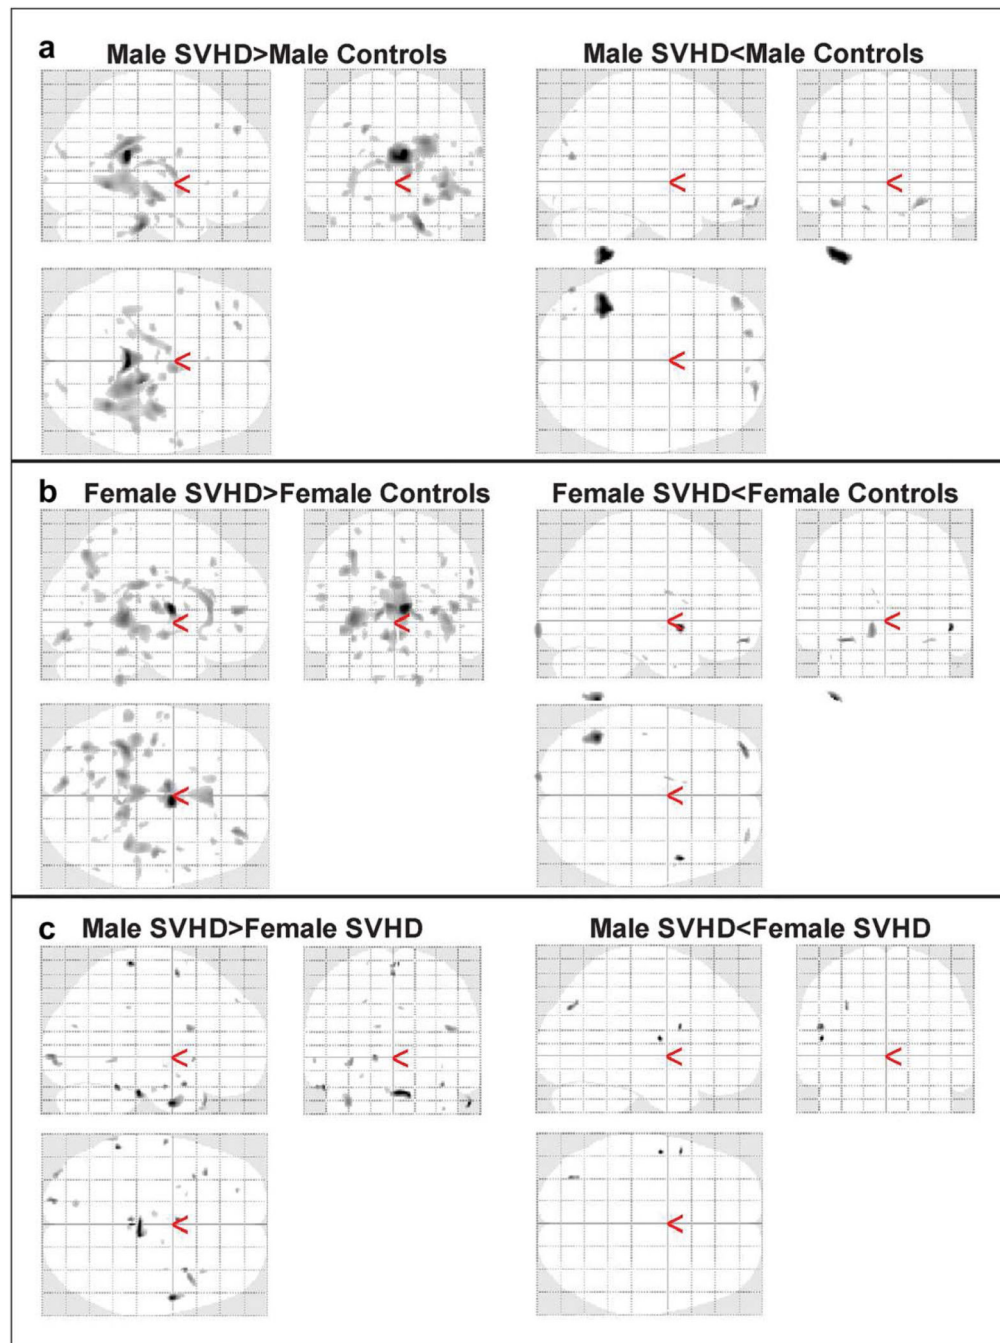 a
Male SVHD>Male Controls
Male SVHD<Male Controls
b
Female SVHD>Female Controls
Female SVHD<Female Controls
c
Male SVHD>Female SVHD
Male SVHD<Female SVHD